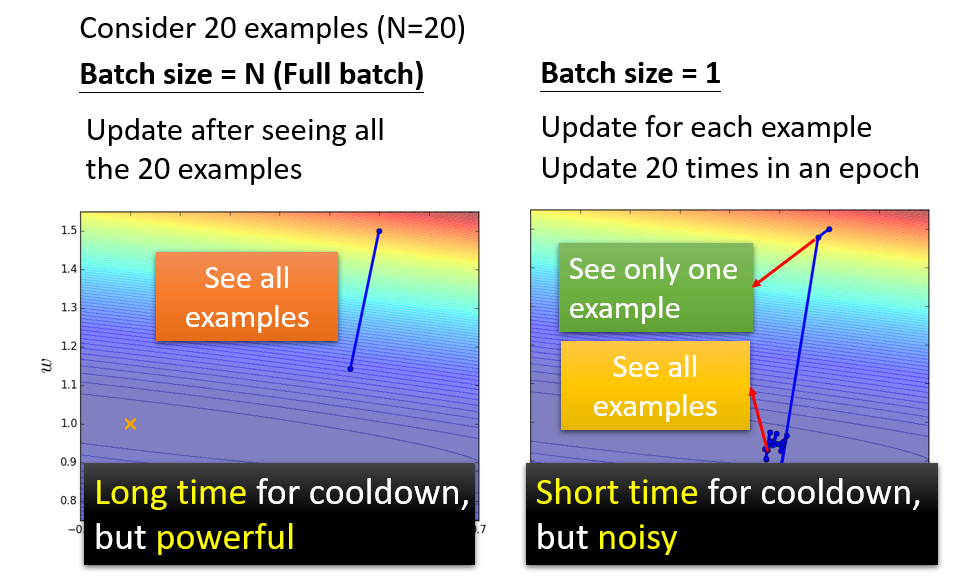 Consider 20 examples (N=20)
Batch size = N (Full batch)
Update after seeing all
the 20 examples
1.5
1.4
1.3
1.2
1.1
1.0
0.9
0.8
w
See all
examples
Long time for cooldown,
but powerful
Batch size = 1
Update for each example
Update 20 times in an epoch
See only one
example
See all
examples
Short time for cooldown,
but noisy